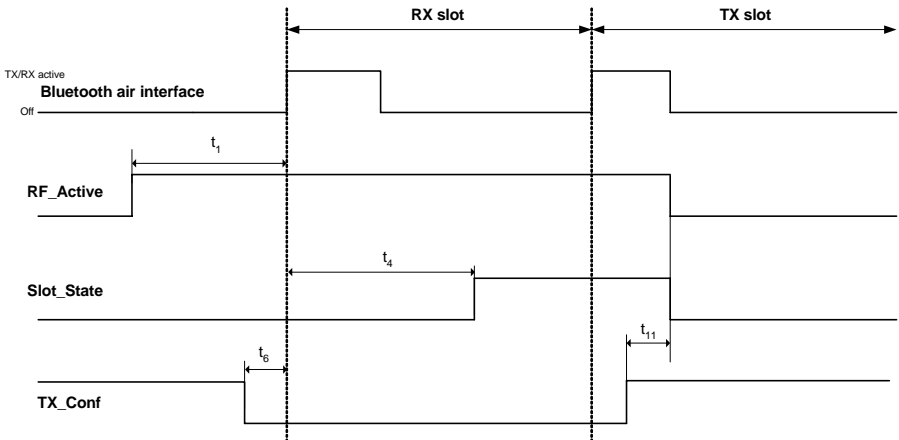 RX slot
TX slot
TX/RX active
Bluetooth air interface
Off
t1
RF_Active
t4
Slot_State
t11
t6
TX_Conf